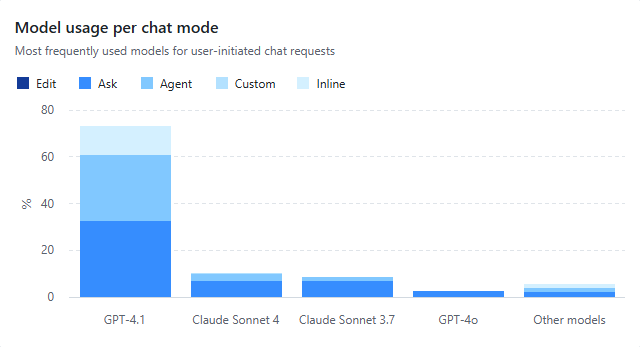 Model usage per chat mode
Most frequently used models for user-initiated chat requests
Edit Ask Agent Custom Inline
80
60
%
40
20
0
GPT-4.1 Claude Sonnet 4 Claude Sonnet 3.7 GPT-4o Other models